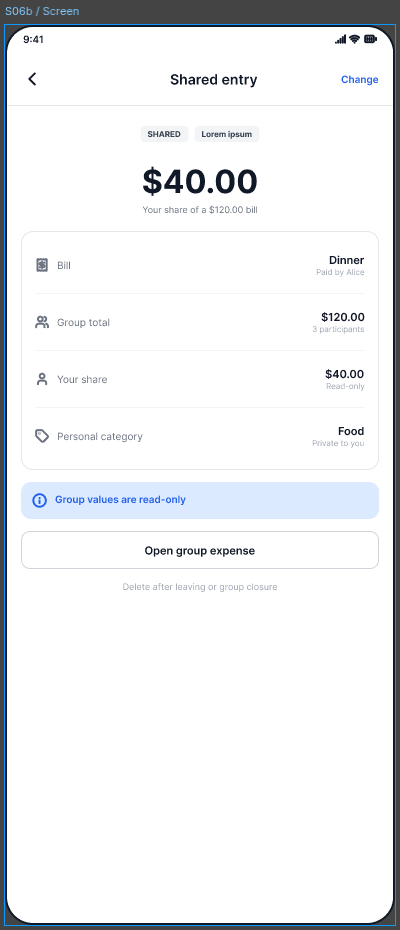 S06b / Screen
9:41
Shared entry
Change
SHARED
Lorem ipsum
$40.00
Your share of a $120.00 bill
Bill
Dinner
Paid by Alice
Group total
$120.00
3 participants
Your share
$40.00
Read-only
Personal category
Food
Private to you
Group values are read-only
Open group expense
Delete after leaving or group closure